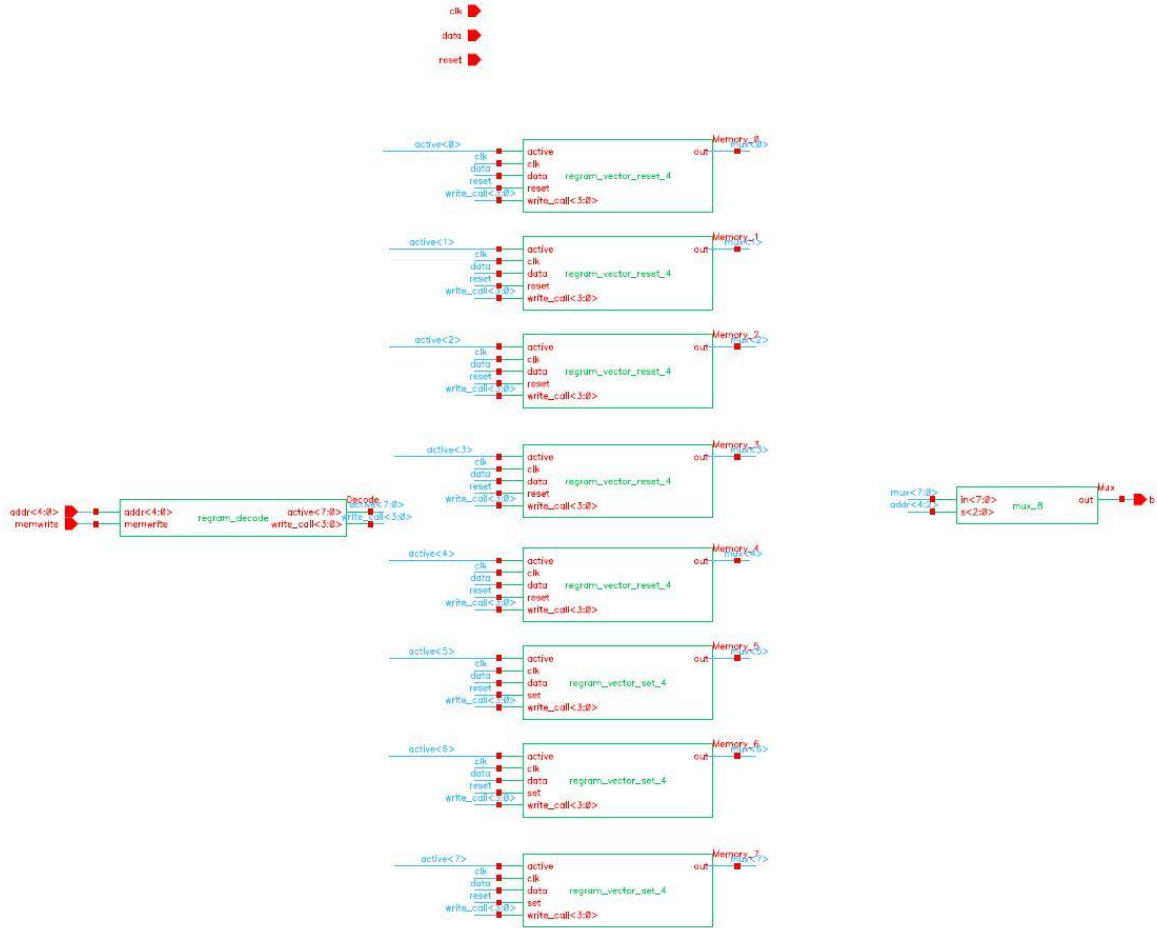 clk
data
reset
active<0>
clk
data
reset
write_call<3:0>
active
clk
data
reset
write_call<3:0>
regram_vector_reset_4
out
Memory_0
mux<0>
active<1>
clk
data
reset
write_call<3:0>
active
clk
data
reset
write_call<3:0>
regram_vector_reset_4
out
Memory_1
mux<1>
active<2>
clk
data
reset
write_call<3:0>
active
clk
data
reset
write_call<3:0>
regram_vector_reset_4
out
Memory_2
mux<2>
active<3>
clk
data
reset
write_call<3:0>
active
clk
data
reset
write_call<3:0>
regram_vector_reset_4
out
Memory_3
mux<3>
addr<4:0>
memwrite
addr<4:0>
memwrite
regram_decode
active<7:0>
write_call<3:0>
Decode
active<7:0>
write_call<3:0>
mux<7:0>
addr<4:2>
in<7:0>
s<2:0>
mux_8
out
Mux
b
active<4>
clk
data
reset
write_call<3:0>
active
clk
data
reset
write_call<3:0>
regram_vector_reset_4
out
Memory_4
mux<4>
active<5>
clk
data
reset
write_call<3:0>
active
clk
data
set
write_call<3:0>
regram_vector_set_4
out
Memory_5
mux<5>
active<6>
clk
data
reset
write_call<3:0>
active
clk
data
set
write_call<3:0>
regram_vector_set_4
out
Memory_6
mux<6>
active<7>
clk
data
reset
write_call<3:0>
active
clk
data
set
write_call<3:0>
regram_vector_set_4
out
Memory_7
mux<7>